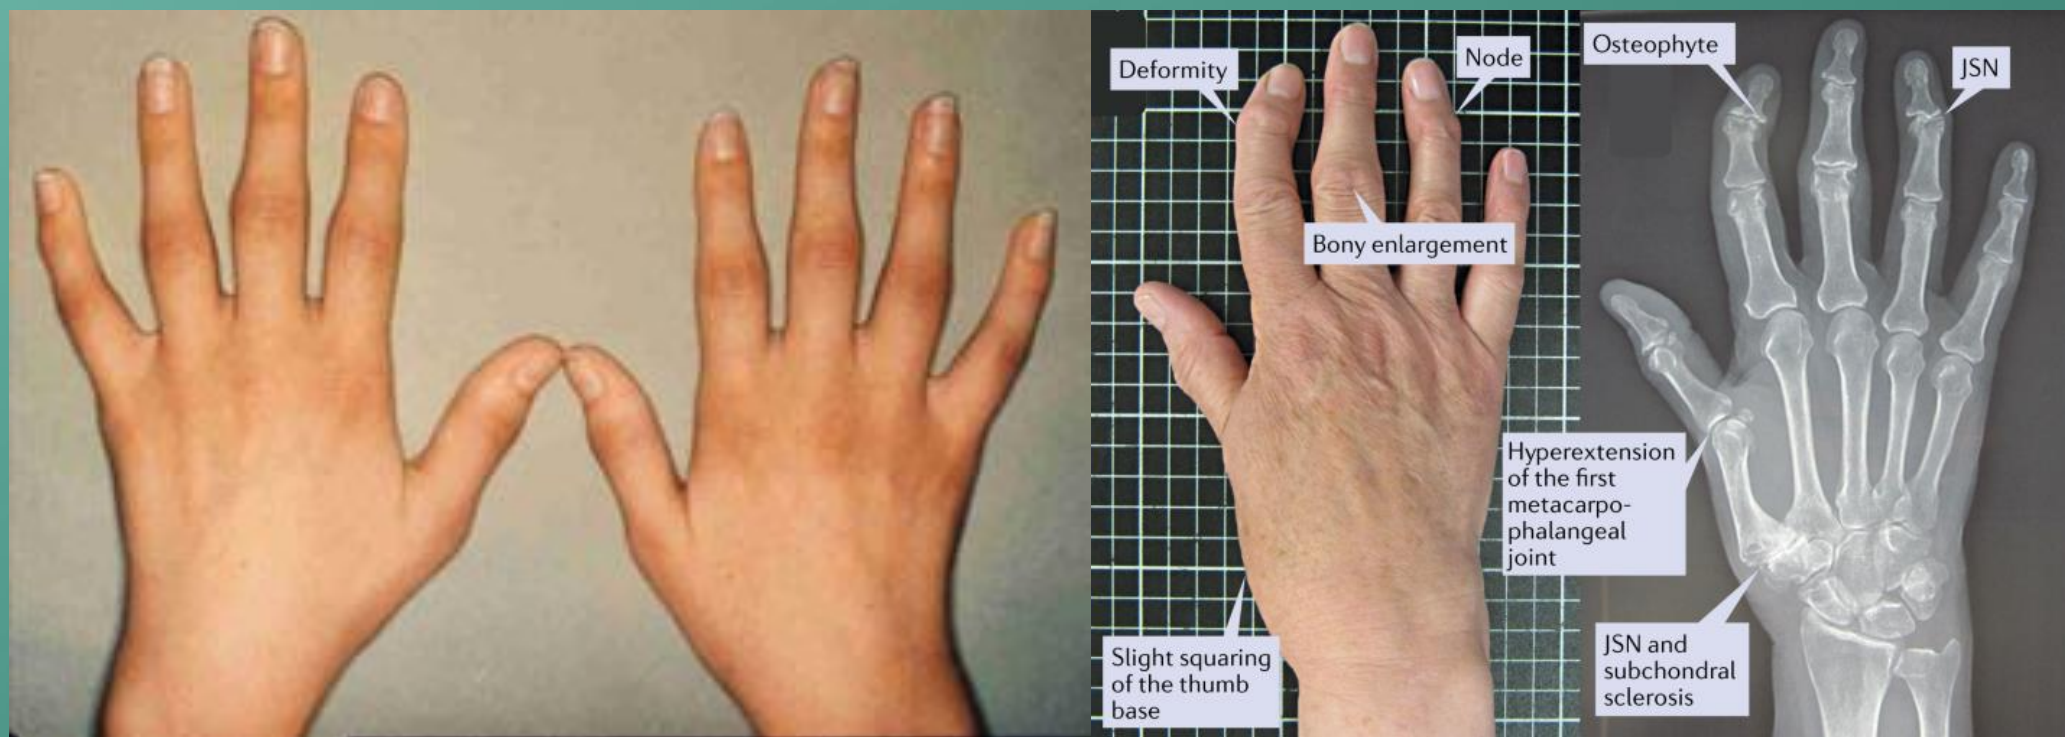 Deformity
Node
Bony enlargement
Slight squaring
of the thumb
base
Osteophyte
JSN
Hyperextension
of the first
metacarpo-
phalangeal
joint
JSN and
subchondral
sclerosis